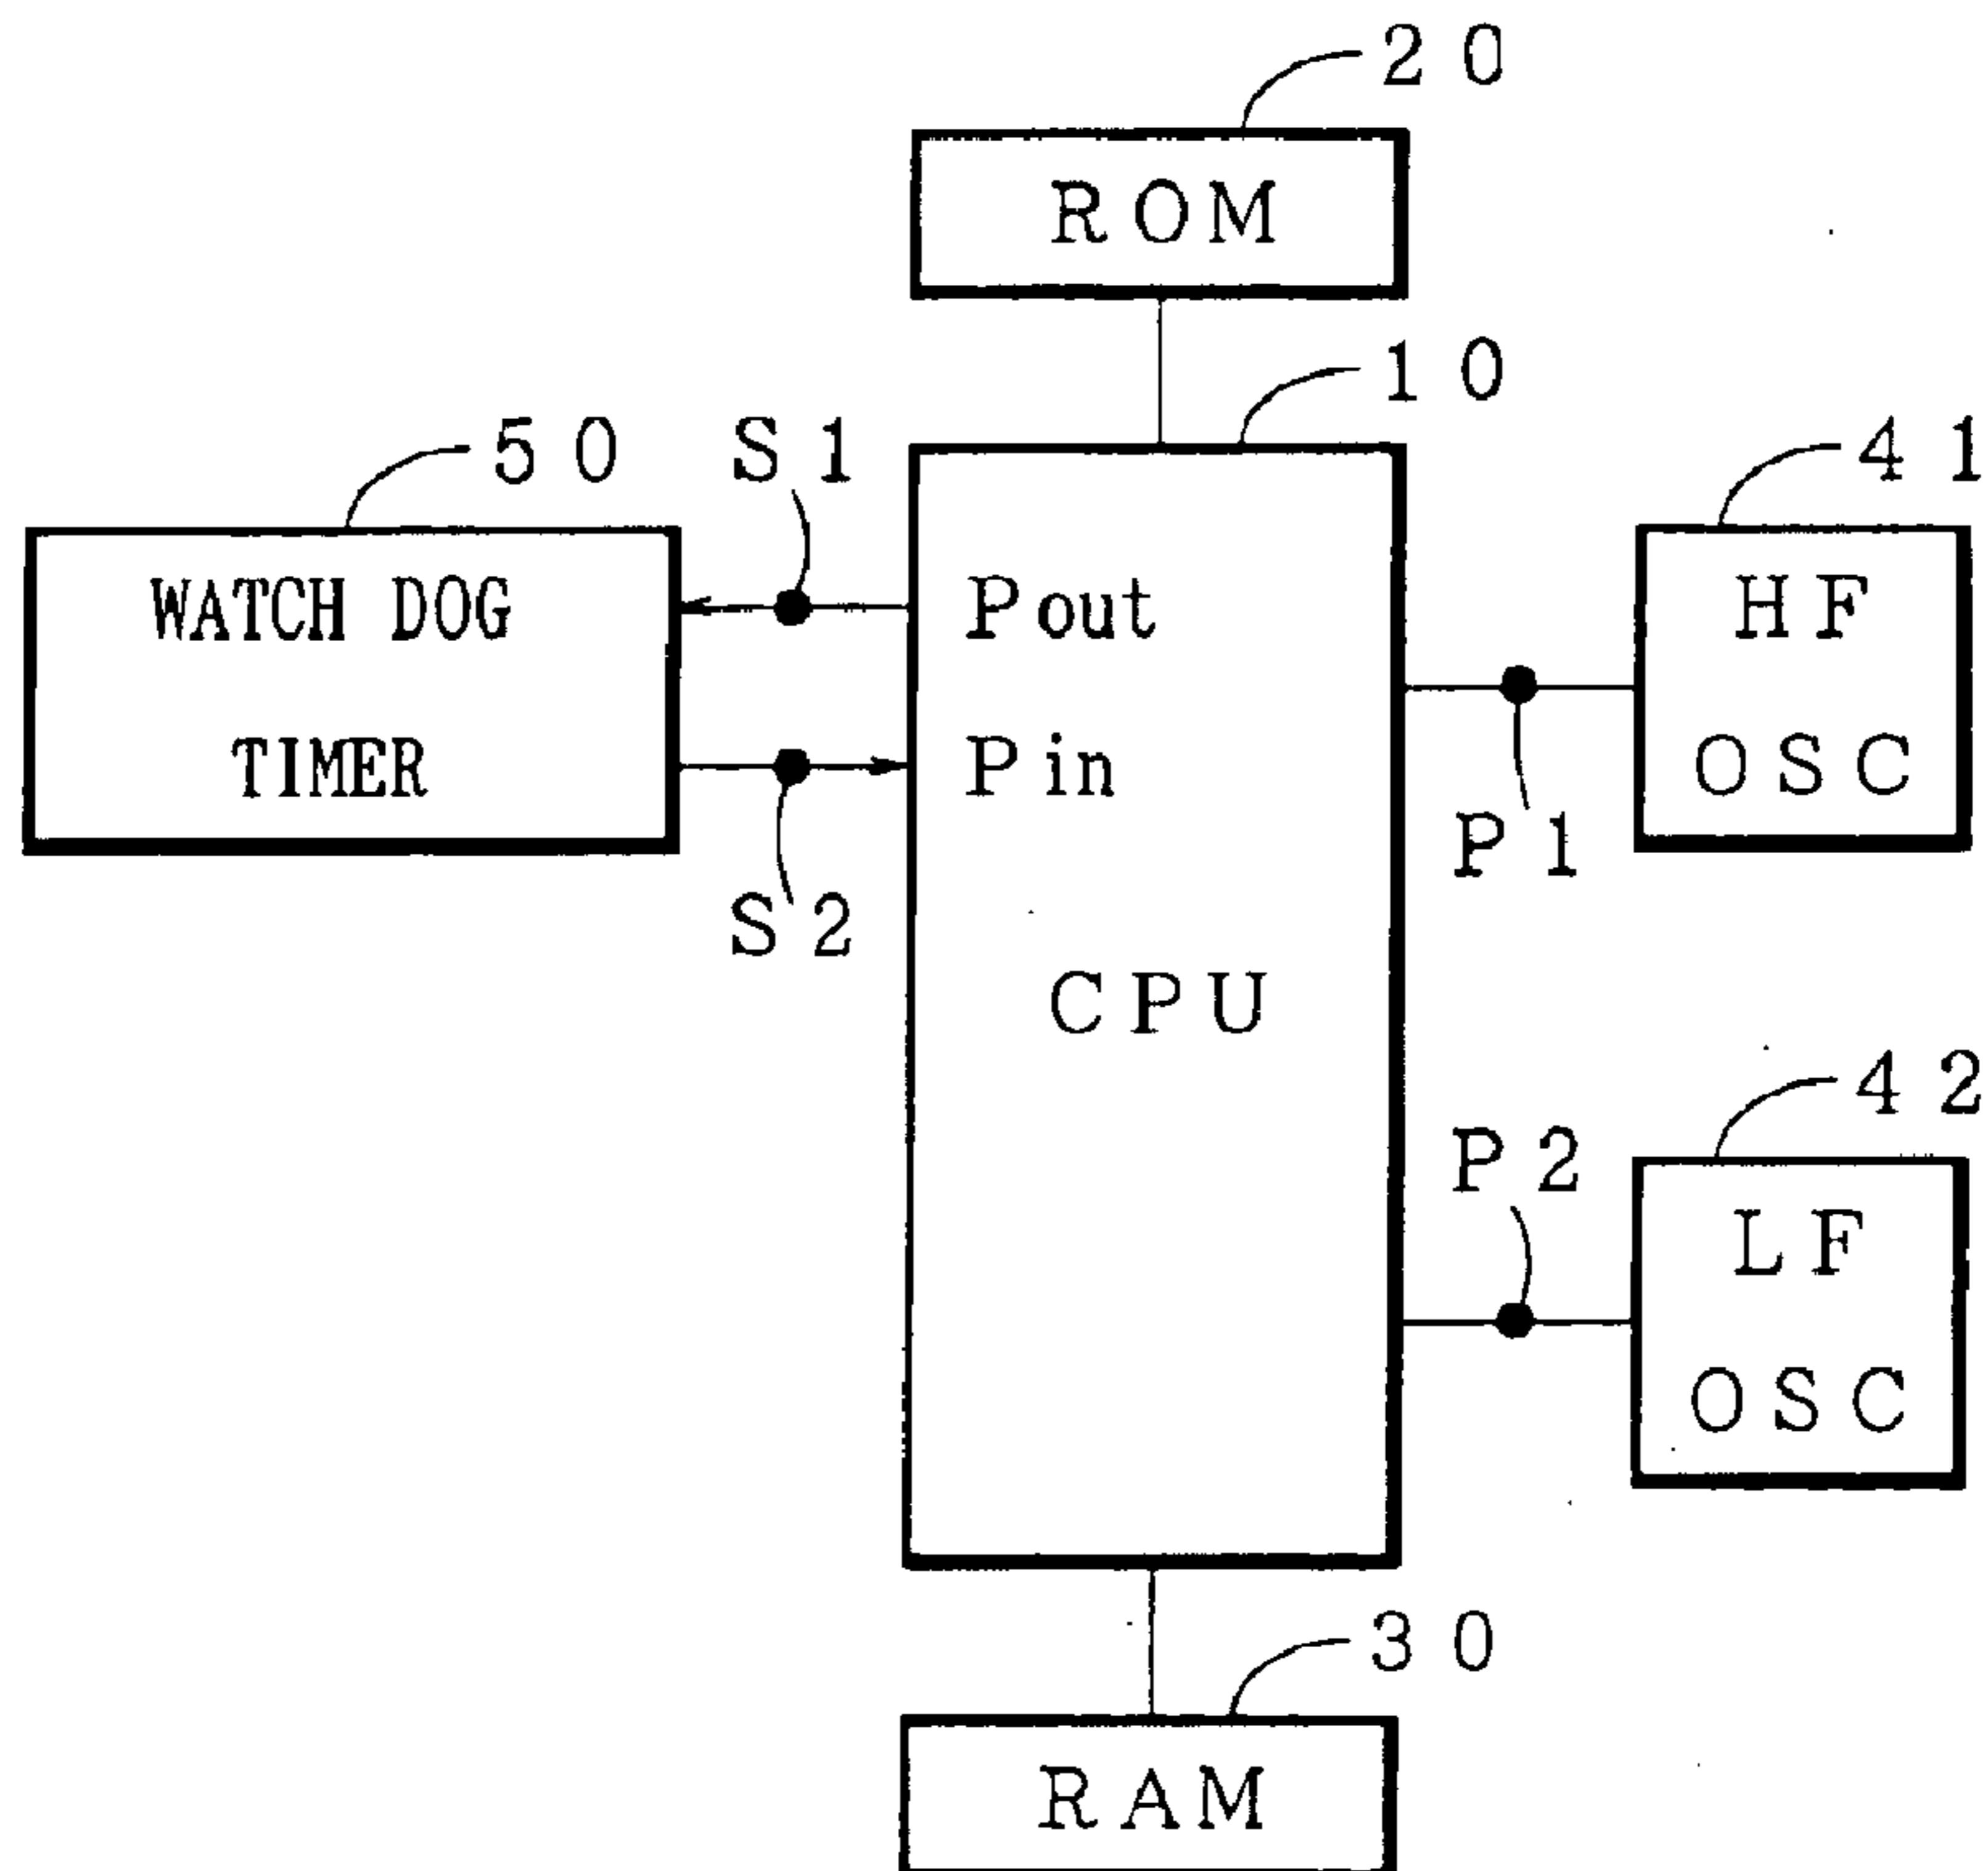 20
ROM
10
50
S1
41
WATCH DOG
TIMER
Pout
Pin
HF
OSC
P1
S2
CPU
42
P2
LF
OSC
30
RAM